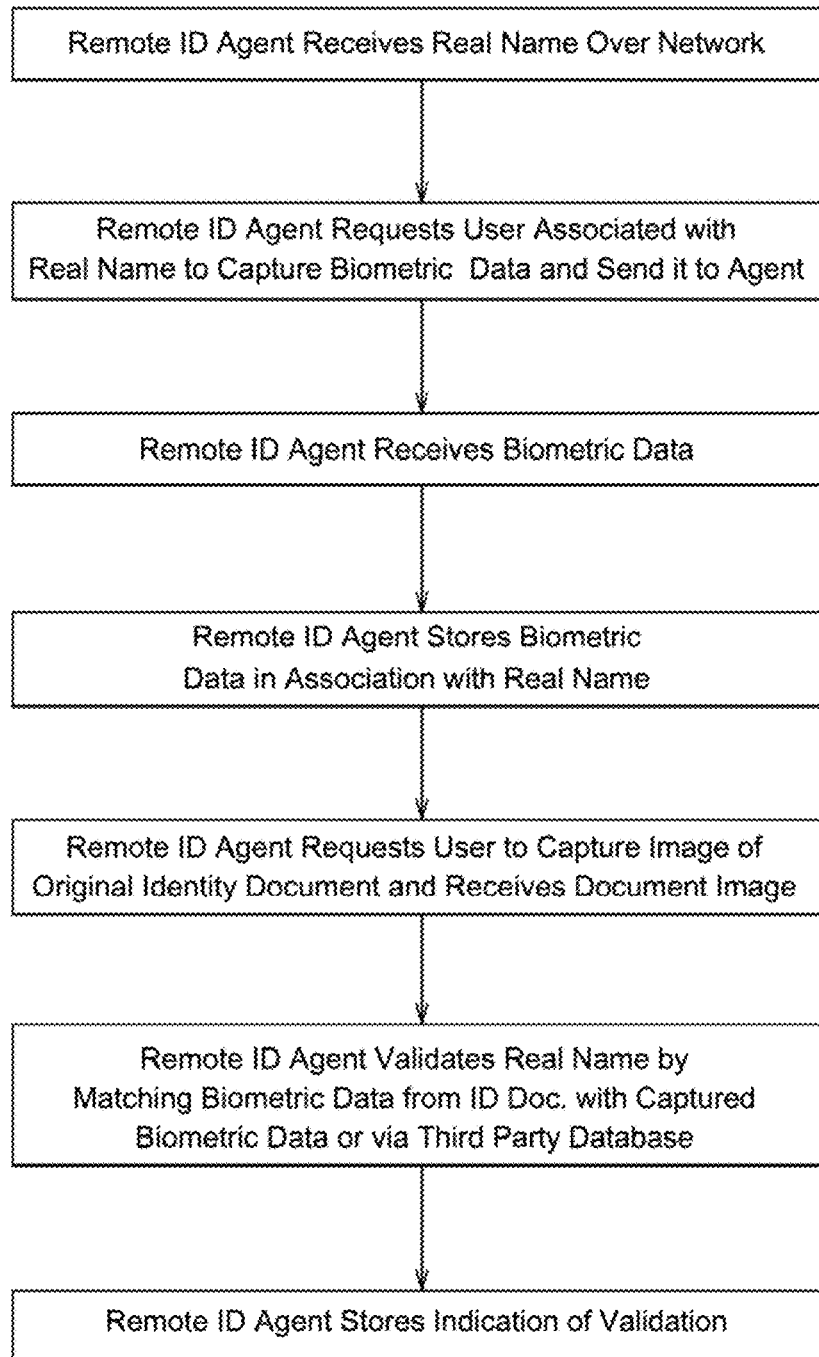 Remote ID Agent Receives Real Name Over Network
Remote ID Agent Requests User Associated with
Real Name to Capture Biometric Data and Send it to Agent
Remote ID Agent Receives Biometric Data
Remote ID Agent Stores Biometric
Data in Association with Real Name
Remote ID Agent Requests User to Capture Image of
Original Identity Document and Receives Document Image
Remote ID Agent Validates Real Name by
Matching Biometric Data from ID Doc. with Captured
Biometric Data or via Third Party Database
Remote ID Agent Stores Indication of Validation